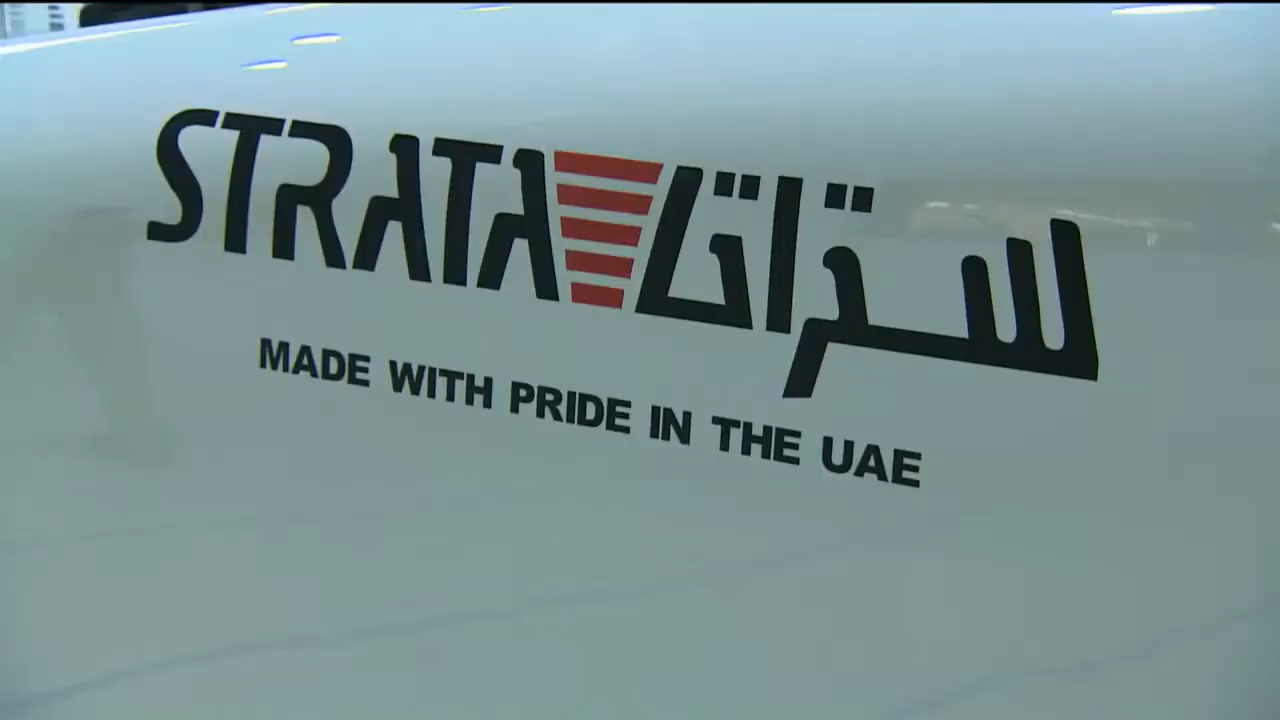 STRATA ستراتا
MADE WITH PRIDE IN THE UAE